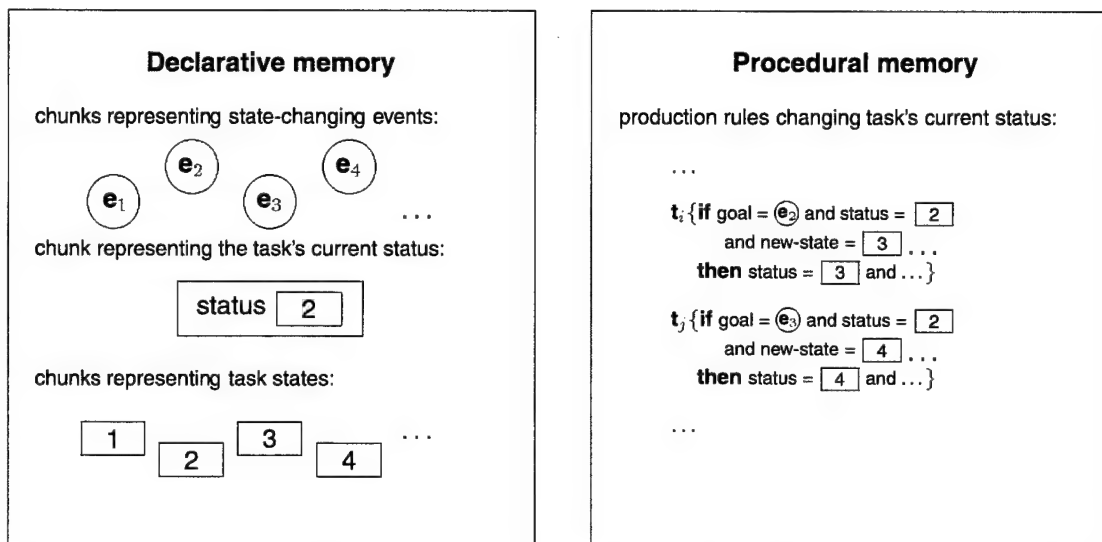 Declarative memory
chunks representing state-changing events:
e₁ e₂ e₃ e₄ ...
chunk representing the task's current status:
status 2
chunks representing task states:
1 2 3 4 ...
Procedural memory
production rules changing task's current status:
...
tᵢ{if goal = e₂ and status = 2
and new-state = 3 ...
then status = 3 and ...}
tⱼ{if goal = e₃ and status = 2
and new-state = 4 ...
then status = 4 and ...}
...